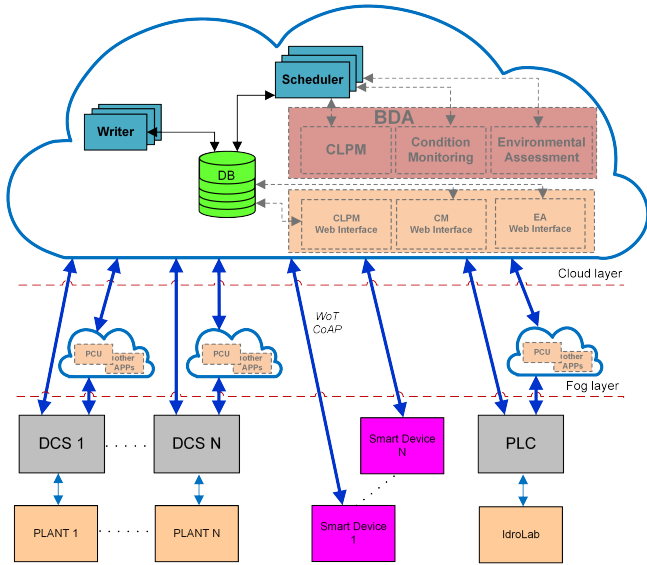 Scheduler
Writer
BDA
CLPM
Condition
Monitoring
Environmental
Assessment
DB
CLPM
Web Interface
CM
Web Interface
EA
Web Interface
Cloud layer
WoT
CoAP
PCU
other
APPs
PCU
other
APPs
PCU
other
APPs
Fog layer
DCS 1
DCS N
Smart Device
N
PLC
PLANT 1
PLANT N
Smart Device
1
IdroLab